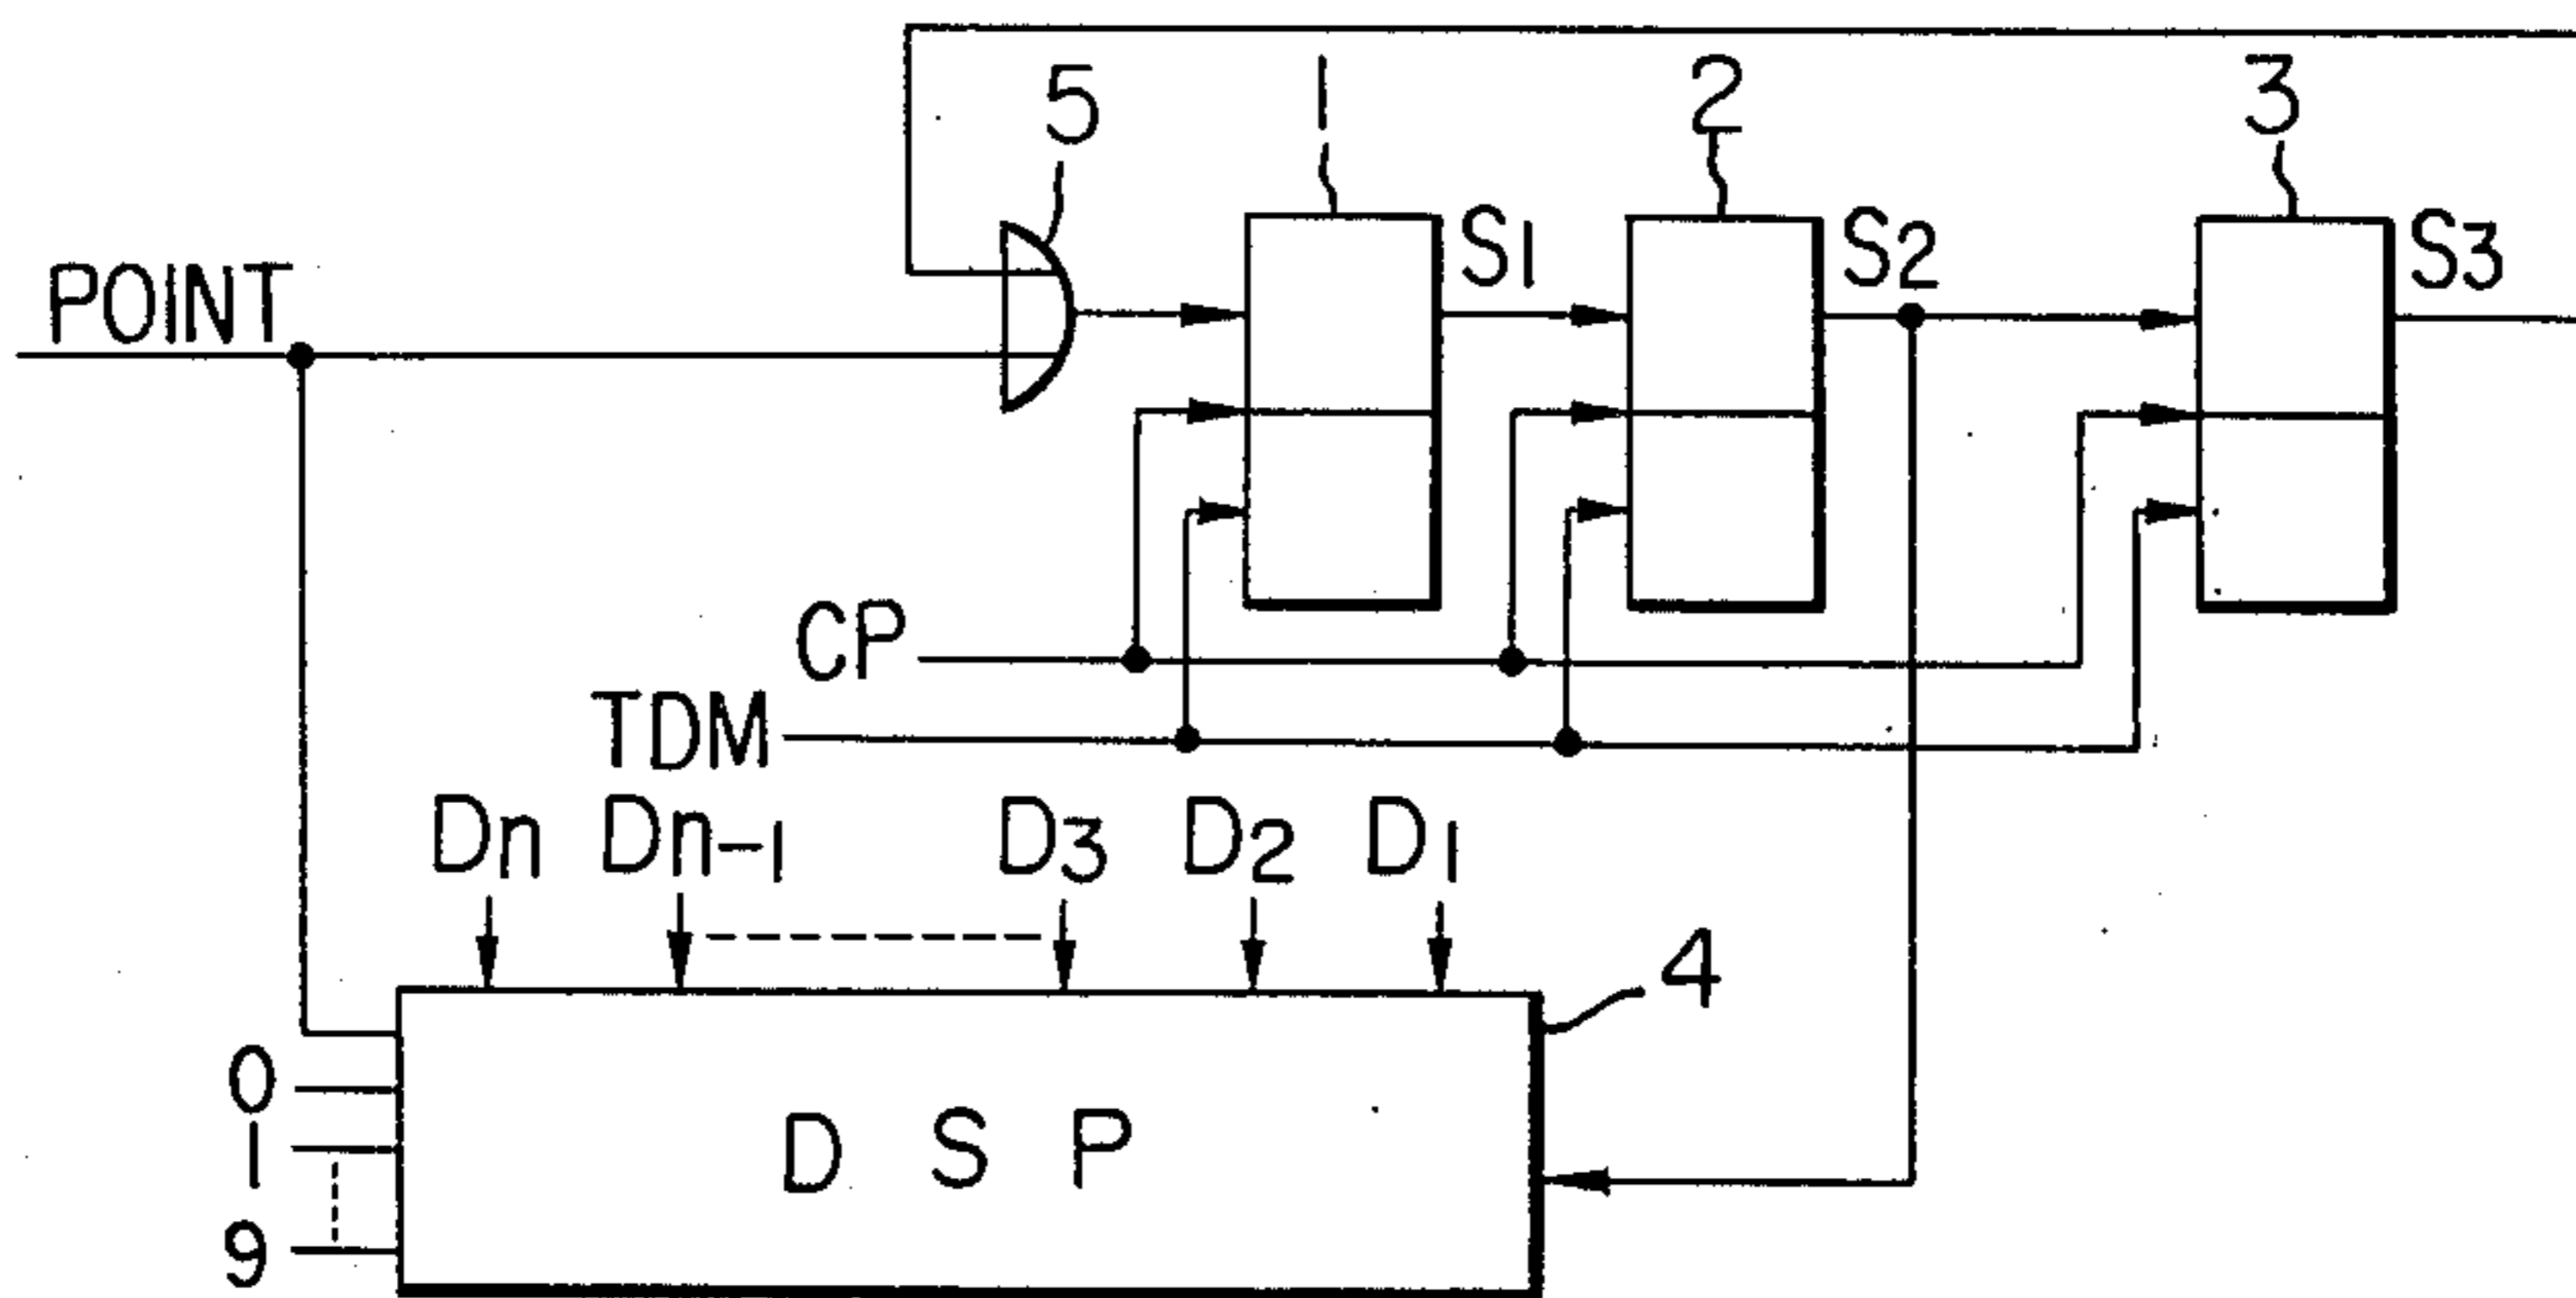 5 1 2 3
POINT S1 S2 S3
CP
TDM
Dn Dn-1 D3 D2 D1
4
0
1
9
D S P